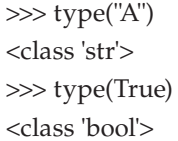 >>> type("A")
<class 'str'>
>>> type(True)
<class 'bool'>